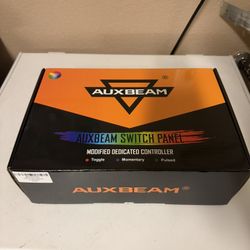 AUXBEAM
®
AUXBEAM SWITCH PANEL
MODIFIED DEDICATED CONTROLLER
Toggle Momentary Pulsed
AUXBEAM®